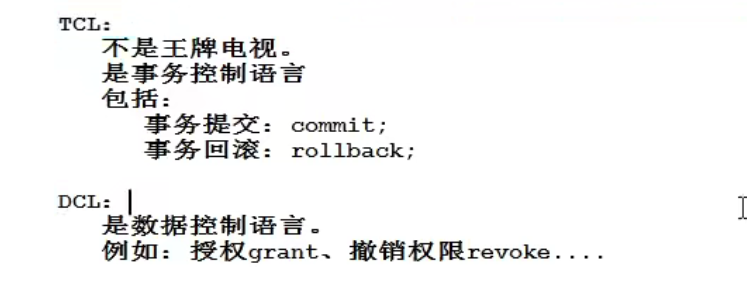 TCL:
不是王牌电视。
是事务控制语言
包括:
事务提交: commit;
事务回滚: rollback;
DCL:
是数据控制语言。
例如: 授权grant、撤销权限revoke....